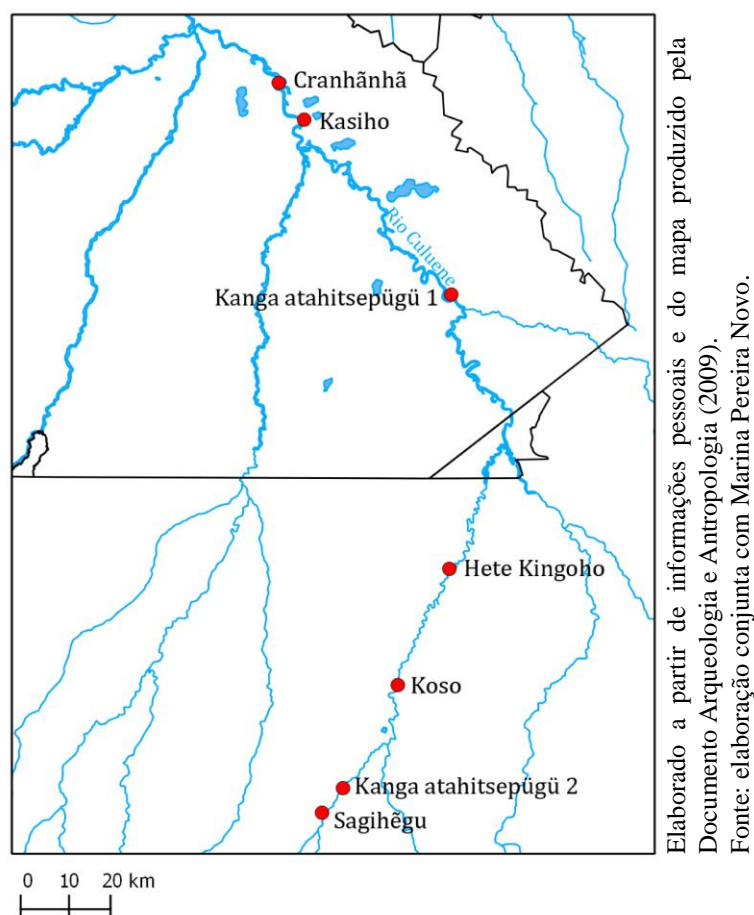 Cranhãnhã
Kasiho
Rio Culuene
Kanga atahitsepügü 1
Hete Kingoho
Koso
Kanga atahitsepügü 2
Sagihẽgu
0 10 20 km
Elaborado a partir de informações pessoais e do mapa produzido pela
Documento Arqueologia e Antropologia (2009).
Fonte: elaboração conjunta com Marina Pereira Novo.